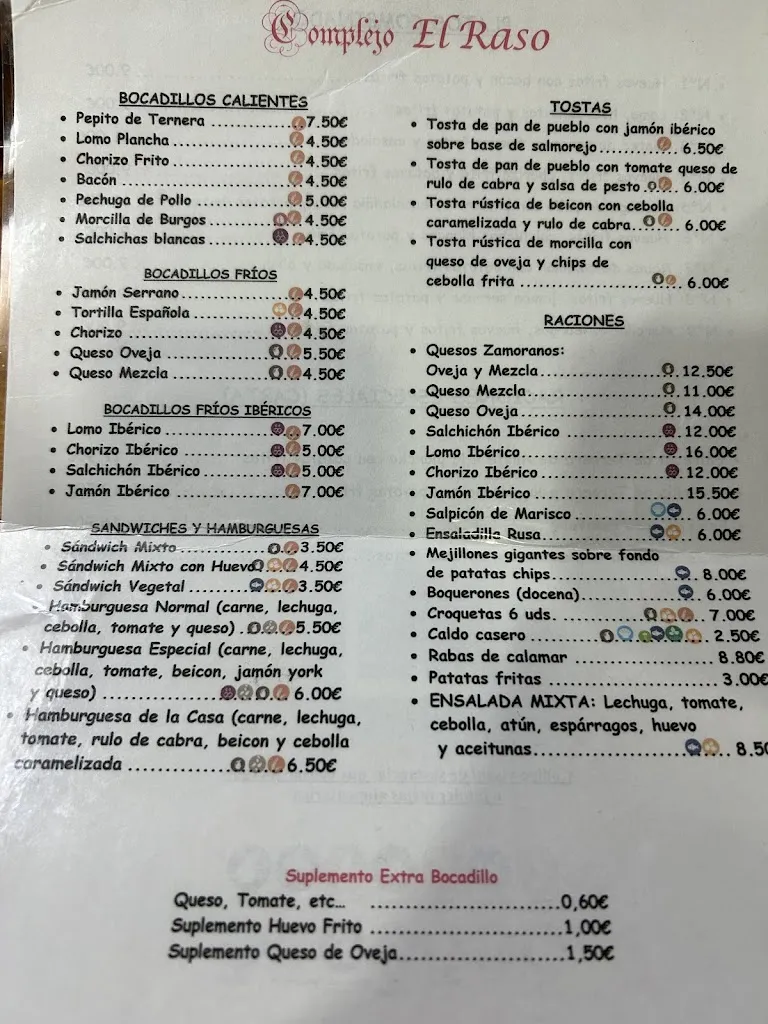 Complejo El Raso
BOCADILLOS CALIENTES
• Pepito de Ternera ..............7.50€
• Lomo Plancha ....................4.50€
• Chorizo Frito ....................4.50€
• Bacón ..............................4.50€
• Pechuga de Pollo ................5.00€
• Morcilla de Burgos............4.50€
• Salchichas blancas............4.50€
BOCADILLOS FRÍOS
• Jamón Serrano..................4.50€
• Tortilla Española..............4.50€
• Chorizo ..........................4.50€
• Queso Oveja ....................5.50€
• Queso Mezcla ..................4.50€
BOCADILLOS FRÍOS IBÉRICOS
• Lomo Ibérico ....................7.00€
• Chorizo Ibérico ................5.00€
• Salchichón Ibérico ............5.00€
• Jamón Ibérico ..................7.00€
SANDWICHES Y HAMBURGUESAS
• Sándwich Mixto................3.50€
• Sándwich Mixto con Huevo 4.50€
• Sándwich Vegetal ..........3.50€
• Hamburguesa Normal (carne, lechuga,
cebolla, tomate y queso) .5.50€
• Hamburguesa Especial (carne, lechuga,
cebolla, tomate, beicon, jamón york
y queso) .................... 6.00€
• Hamburguesa de la Casa (carne, lechuga,
tomate, rulo de cabra, beicon y cebolla
caramelizada ................6.50€
TOSTAS
• Tosta de pan de pueblo con jamón ibérico
sobre base de salmorejo........... 6.50€
• Tosta de pan de pueblo con tomate queso de
rulo de cabra y salsa de pesto ... 6.00€
• Tosta rústica de beicon con cebolla
caramelizada y rulo de cabra.... 6.00€
• Tosta rústica de morcilla con
queso de oveja y chips de
cebolla frita ...................... 6.00€
RACIONES
• Quesos Zamoranos:
Oveja y Mezcla....................12.50€
• Queso Mezcla.....................11.00€
• Queso Oveja.......................14.00€
• Salchichón Ibérico ..............12.00€
• Lomo Ibérico......................16.00€
• Chorizo Ibérico ..................12.00€
• Jamón Ibérico ....................15.50€
• Salpicón de Marisco ............ 6.00€
• Ensaladilla Rusa................. 6.00€
• Mejillones gigantes sobre fondo
de patatas chips.................. 8.00€
• Boquerones (docena)............. 6.00€
• Croquetas 6 uds. ................ 7.00€
• Caldo casero ..................... 2.50€
• Rabas de calamar ................ 8.80€
• Patatas fritas .................... 3.00€
• ENSALADA MIXTA: Lechuga, tomate,
cebolla, atún, espárragos, huevo
y aceitunas........................ 8.50
Suplemento Extra Bocadillo
Queso, Tomate, etc… ......................0,60€
Suplemento Huevo Frito ......................1,00€
Suplemento Queso de Oveja...................1,50€